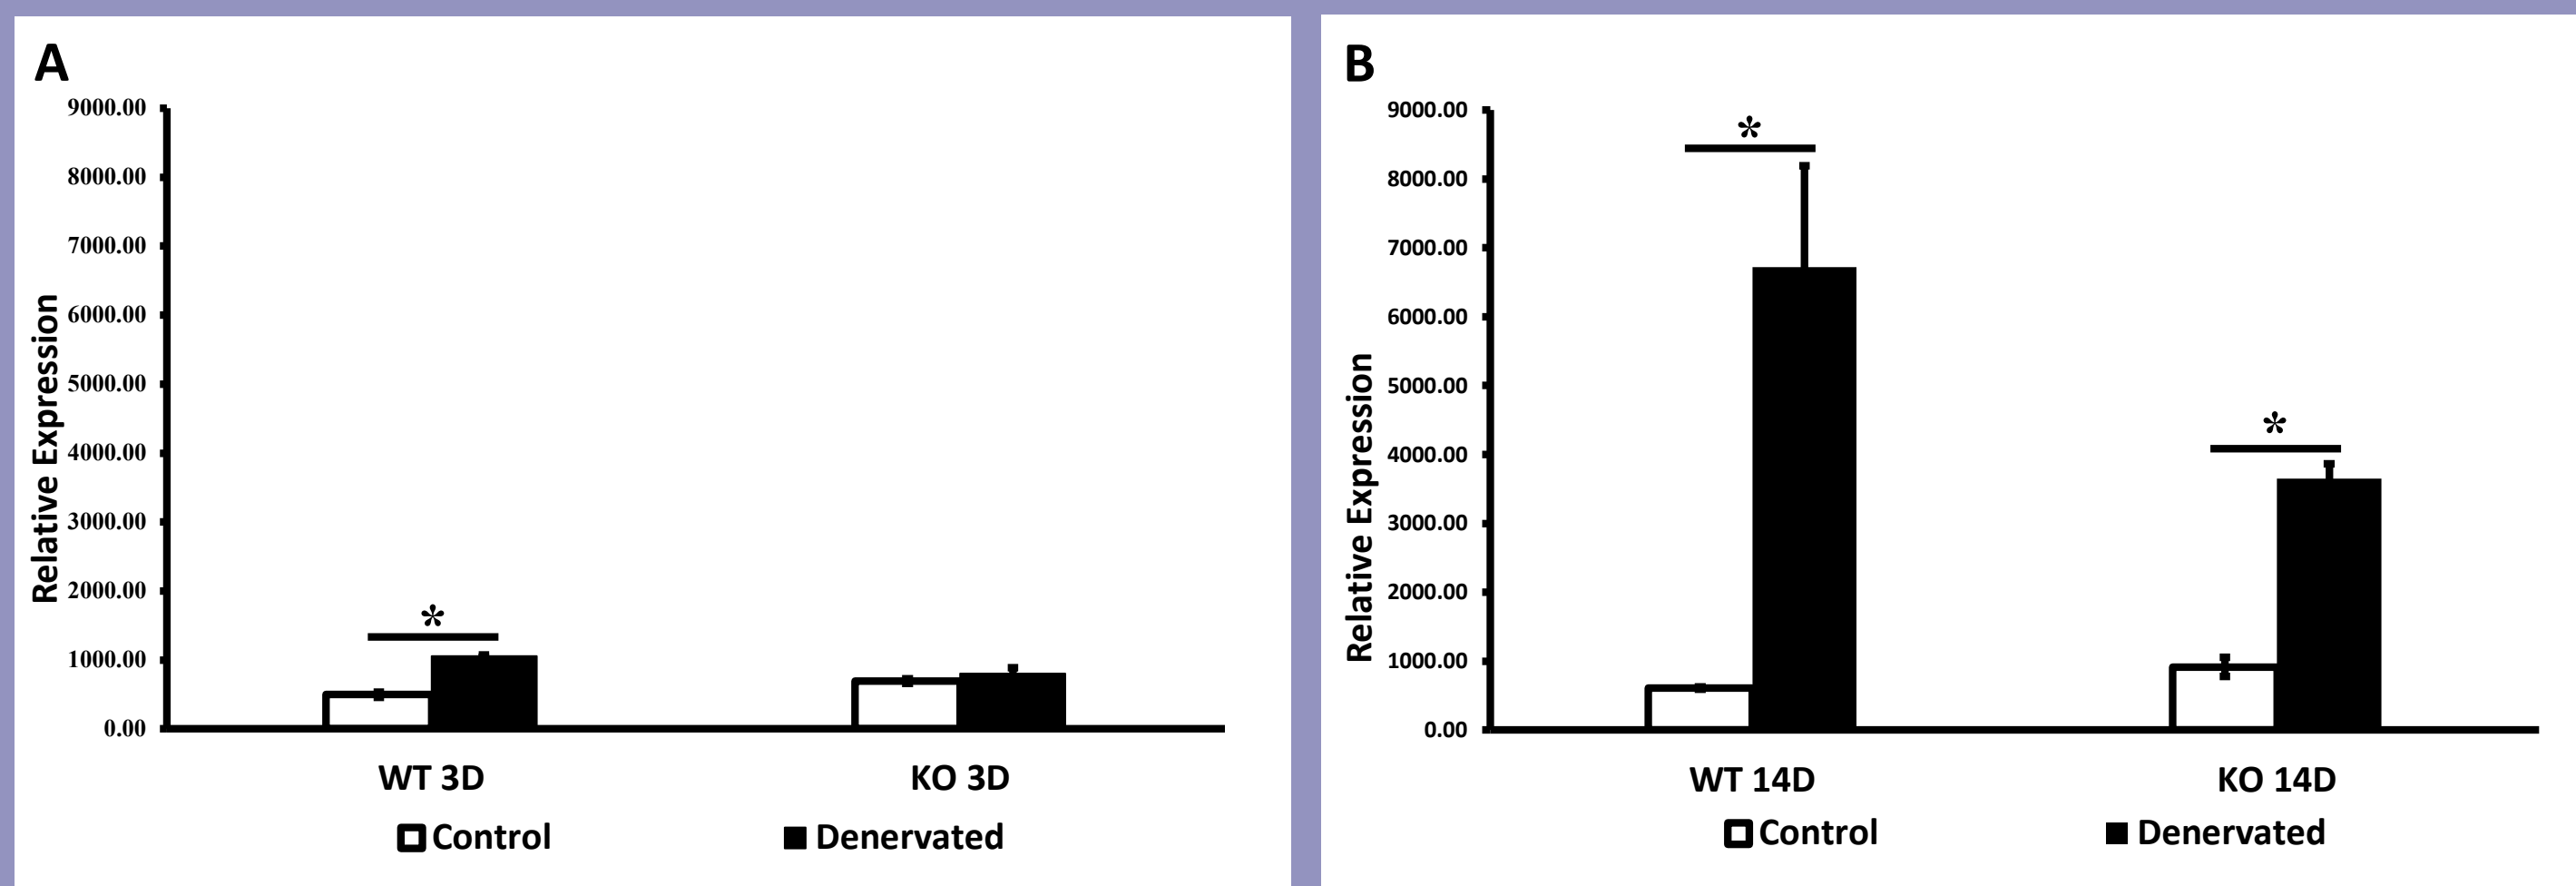 A
9000.00
8000.00
7000.00
6000.00
5000.00
4000.00
3000.00
2000.00
1000.00
0.00
Relative Expression
*
WT 3D KO 3D
Control Denervated
B
9000.00
8000.00
7000.00
6000.00
5000.00
4000.00
3000.00
2000.00
1000.00
0.00
Relative Expression
*
*
WT 14D KO 14D
Control Denervated